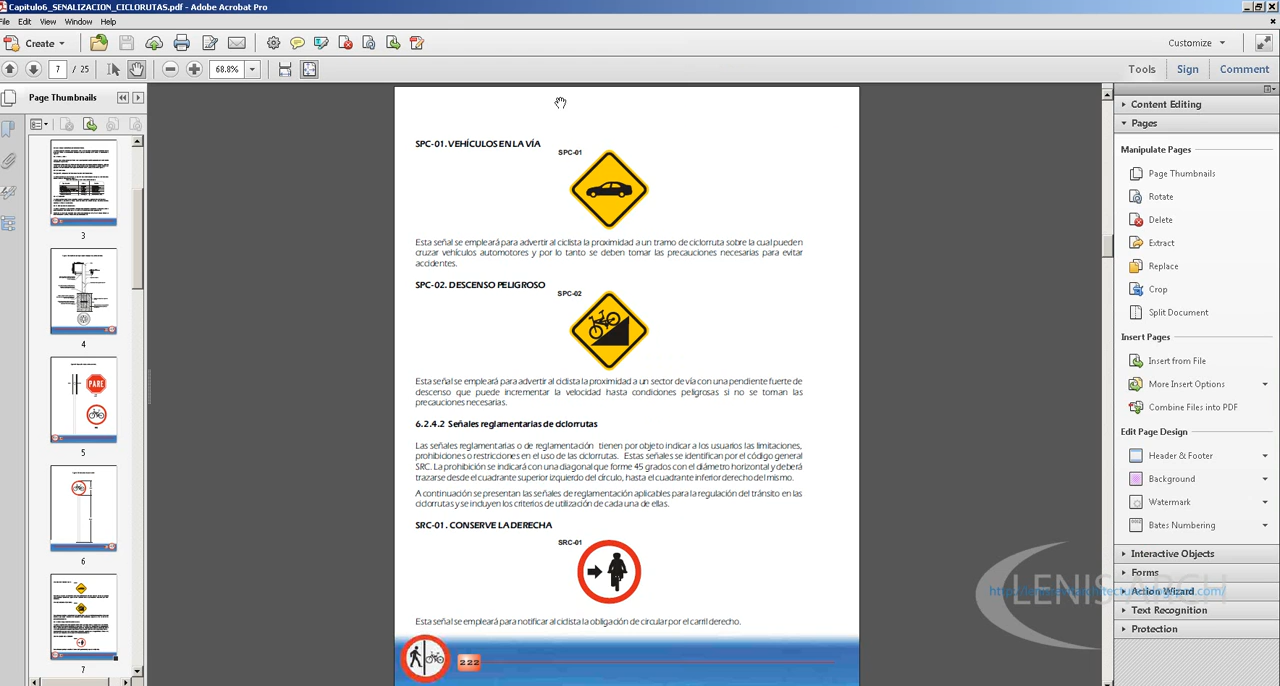 Capitulo6_SENALIZACION_CICLORUTAS.pdf - Adobe Acrobat Pro
File Edit View Window Help
Create
Customize
7 / 25
68.8%
Tools Sign Comment
Page Thumbnails
3
4
PARE
5
6
7
SPC-01. VEHÍCULOS EN LA VÍA
SPC-01
Esta señal se empleará para advertir al ciclista la proximidad a un tramo de ciclorruta sobre la cual pueden
cruzar vehículos automotores y por lo tanto se deben tomar las precauciones necesarias para evitar
accidentes.
SPC-02. DESCENSO PELIGROSO
SPC-02
Esta señal se empleará para advertir al ciclista la proximidad a un sector de vía con una pendiente fuerte de
descenso que puede incrementar la velocidad hasta condiciones peligrosas si no se toman las
precauciones necesarias.
6.2.4.2 Señales reglamentarias de ciclorrutas
Las señales reglamentarias o de reglamentación tienen por objeto indicar a los usuarios las limitaciones,
prohibiciones o restricciones en el uso de las ciclorrutas. Estas señales se identifican por el código general
SRC. La prohibición se indicará con una diagonal que forme 45 grados con el diámetro horizontal y deberá
trazarse desde el cuadrante superior izquierdo del círculo, hasta el cuadrante inferior derecho del mismo.
A continuación se presentan las señales de reglamentación aplicables para la regulación del tránsito en las
ciclorrutas y se incluyen los criterios de utilización de cada una de ellas.
SRC-01. CONSERVE LA DERECHA
SRC-01
Esta señal se empleará para notificar al ciclista la obligación de circular por el carril derecho.
222
Content Editing
Pages
Manipulate Pages
Page Thumbnails
Rotate
Delete
Extract
Replace
Crop
Split Document
Insert Pages
Insert from File
More Insert Options
Combine Files into PDF
Edit Page Design
Header & Footer
Background
Watermark
Bates Numbering
Interactive Objects
Forms
Action Wizard
Text Recognition
Protection